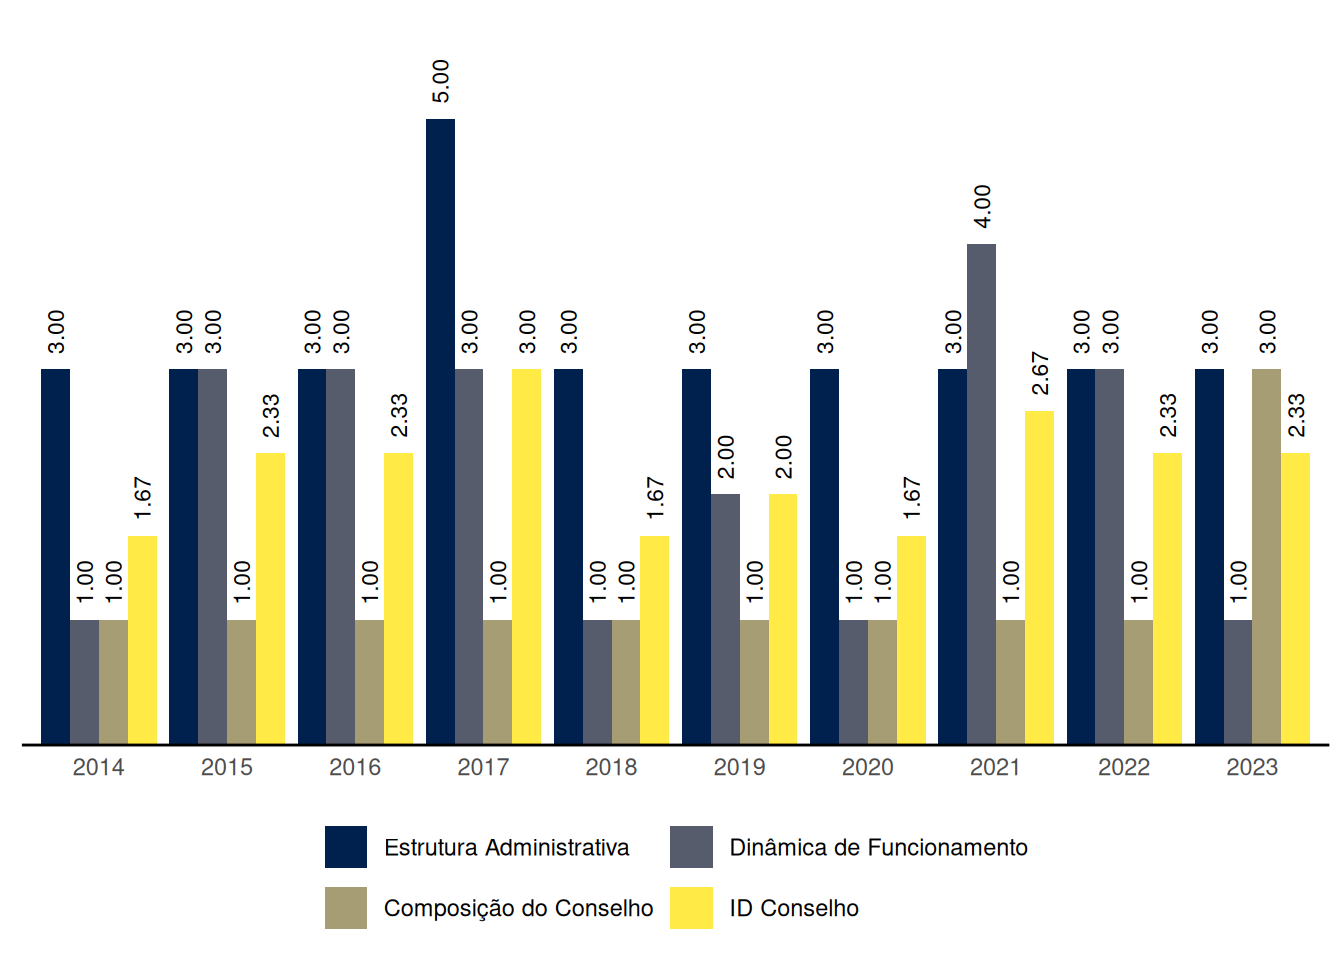 5.00
4.00
3.00 3.00 3.00 3.00 3.00 3.00 3.00 3.00 3.00 3.00 3.00 3.00 3.00 3.00 3.00
2.67
2.33 2.33 2.33 2.33
2.00 2.00
1.67 1.67 1.67
1.00 1.00 1.00 1.00 1.00 1.00 1.00 1.00 1.00 1.00 1.00 1.00 1.00
2014 2015 2016 2017 2018 2019 2020 2021 2022 2023
Estrutura Administrativa Dinâmica de Funcionamento
Composição do Conselho ID Conselho